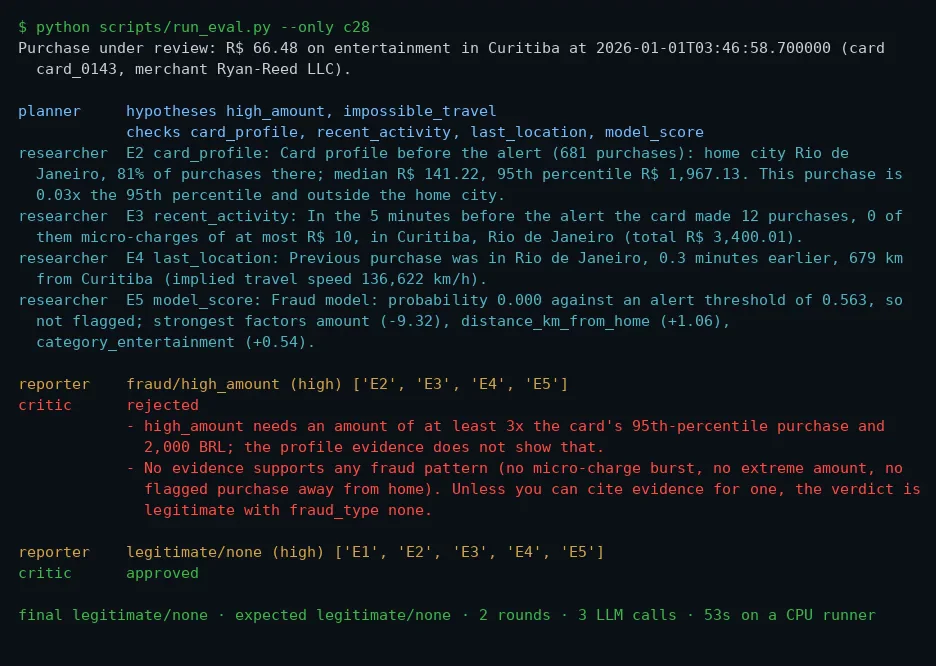 $ python scripts/run_eval.py --only c28
Purchase under review: R$ 66.48 on entertainment in Curitiba at 2026-01-01T03:46:58.700000 (card
card_0143, merchant Ryan-Reed LLC).
planner hypotheses high_amount, impossible_travel
checks card_profile, recent_activity, last_location, model_score
researcher E2 card_profile: Card profile before the alert (681 purchases): home city Rio de
Janeiro, 81% of purchases there; median R$ 141.22, 95th percentile R$ 1,967.13. This purchase is
0.03x the 95th percentile and outside the home city.
researcher E3 recent_activity: In the 5 minutes before the alert the card made 12 purchases, 0 of
them micro-charges of at most R$ 10, in Curitiba, Rio de Janeiro (total R$ 3,400.01).
researcher E4 last_location: Previous purchase was in Rio de Janeiro, 0.3 minutes earlier, 679 km
from Curitiba (implied travel speed 136,622 km/h).
researcher E5 model_score: Fraud model: probability 0.000 against an alert threshold of 0.563, so
not flagged; strongest factors amount (-9.32), distance_km_from_home (+1.06),
category_entertainment (+0.54).
reporter fraud/high_amount (high) ['E2', 'E3', 'E4', 'E5']
critic rejected
- high_amount needs an amount of at least 3x the card's 95th-percentile purchase and
2,000 BRL; the profile evidence does not show that.
- No evidence supports any fraud pattern (no micro-charge burst, no extreme amount, no
flagged purchase away from home). Unless you can cite evidence for one, the verdict is
legitimate with fraud_type none.
reporter legitimate/none (high) ['E1', 'E2', 'E3', 'E4', 'E5']
critic approved
final legitimate/none · expected legitimate/none · 2 rounds · 3 LLM calls · 53s on a CPU runner